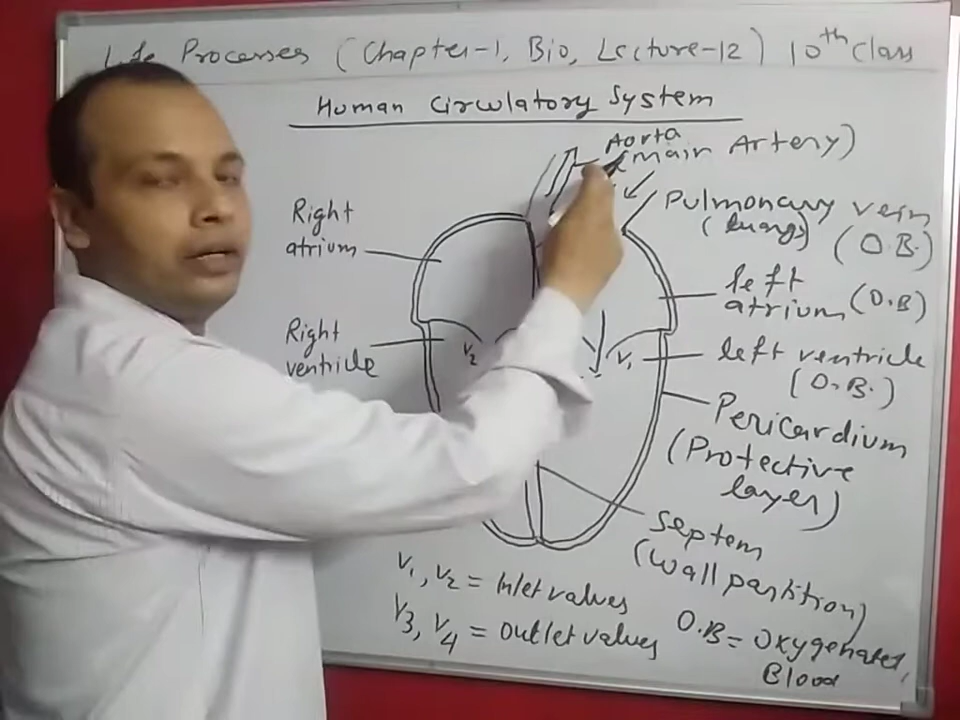 Life Processes (Chapter-1, Bio, Lecture-12) 10th Class
Human Circulatory System
Aorta
(main Artery)
Pulmonary vein
(lungs) (O.B.)
Right
atrium
left
atrium (O.B)
Right
ventricle
V2
V1
left ventricle
(O.B.)
Pericardium
(Protective
layer)
Septem
(wall partition)
V1, V2 = Inlet valves
V3, V4 = outlet valves
O.B = Oxygenated
Blood